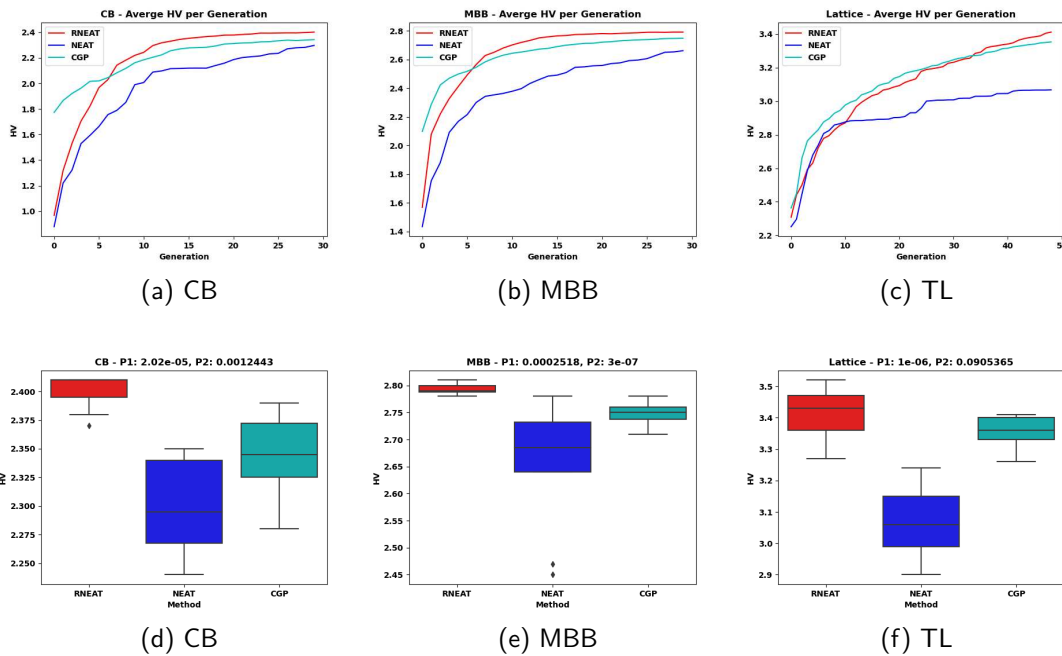 CB - Averge HV per Generation
RNEAT
NEAT
CGP
2.4
2.2
2.0
1.8
1.6
1.4
1.2
1.0
HV
0 5 10 15 20 25 30
Generation
(a) CB
MBB - Averge HV per Generation
RNEAT
NEAT
CGP
2.8
2.6
2.4
2.2
2.0
1.8
1.6
1.4
HV
0 5 10 15 20 25 30
Generation
(b) MBB
Lattice - Averge HV per Generation
RNEAT
NEAT
CGP
3.4
3.2
3.0
2.8
2.6
2.4
2.2
HV
0 10 20 30 40
Generation
(c) TL
CB - P1: 2.02e-05, P2: 0.0012443
2.400
2.375
2.350
2.325
2.300
2.275
2.250
HV
RNEAT NEAT CGP
Method
(d) CB
MBB - P1: 0.0002518, P2: 3e-07
2.80
2.75
2.70
2.65
2.60
2.55
2.50
2.45
HV
RNEAT NEAT CGP
Method
(e) MBB
Lattice - P1: 1e-06, P2: 0.0905365
3.5
3.4
3.3
3.2
3.1
3.0
2.9
HV
RNEAT NEAT CGP
Method
(f) TL